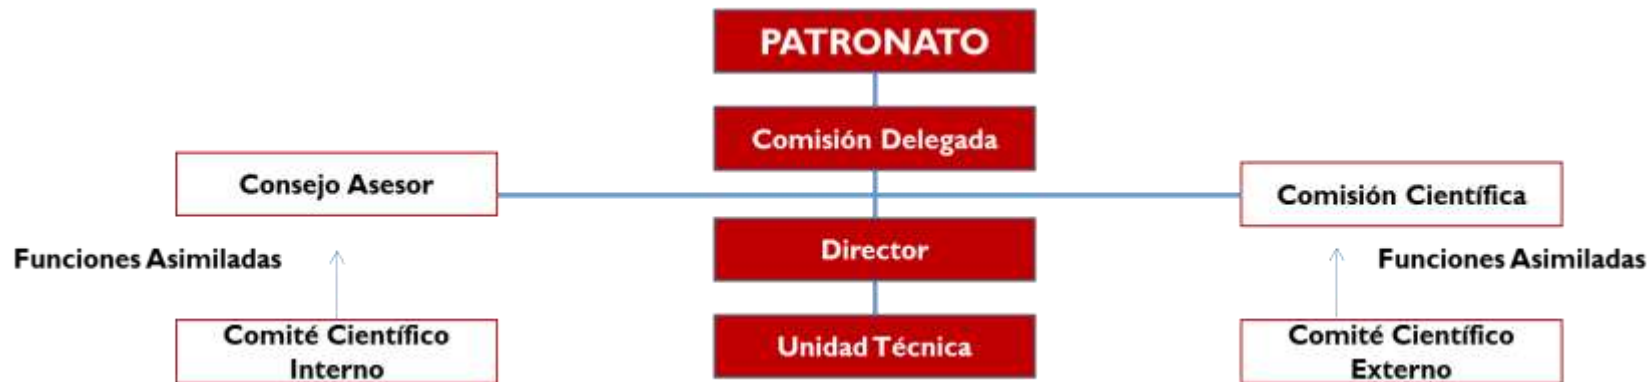 PATRONATO
Comisión Delegada
Consejo Asesor
Comisión Científica
Director
Funciones Asimiladas
Funciones Asimiladas
Comité Científico
Interno
Unidad Técnica
Comité Científico
Externo